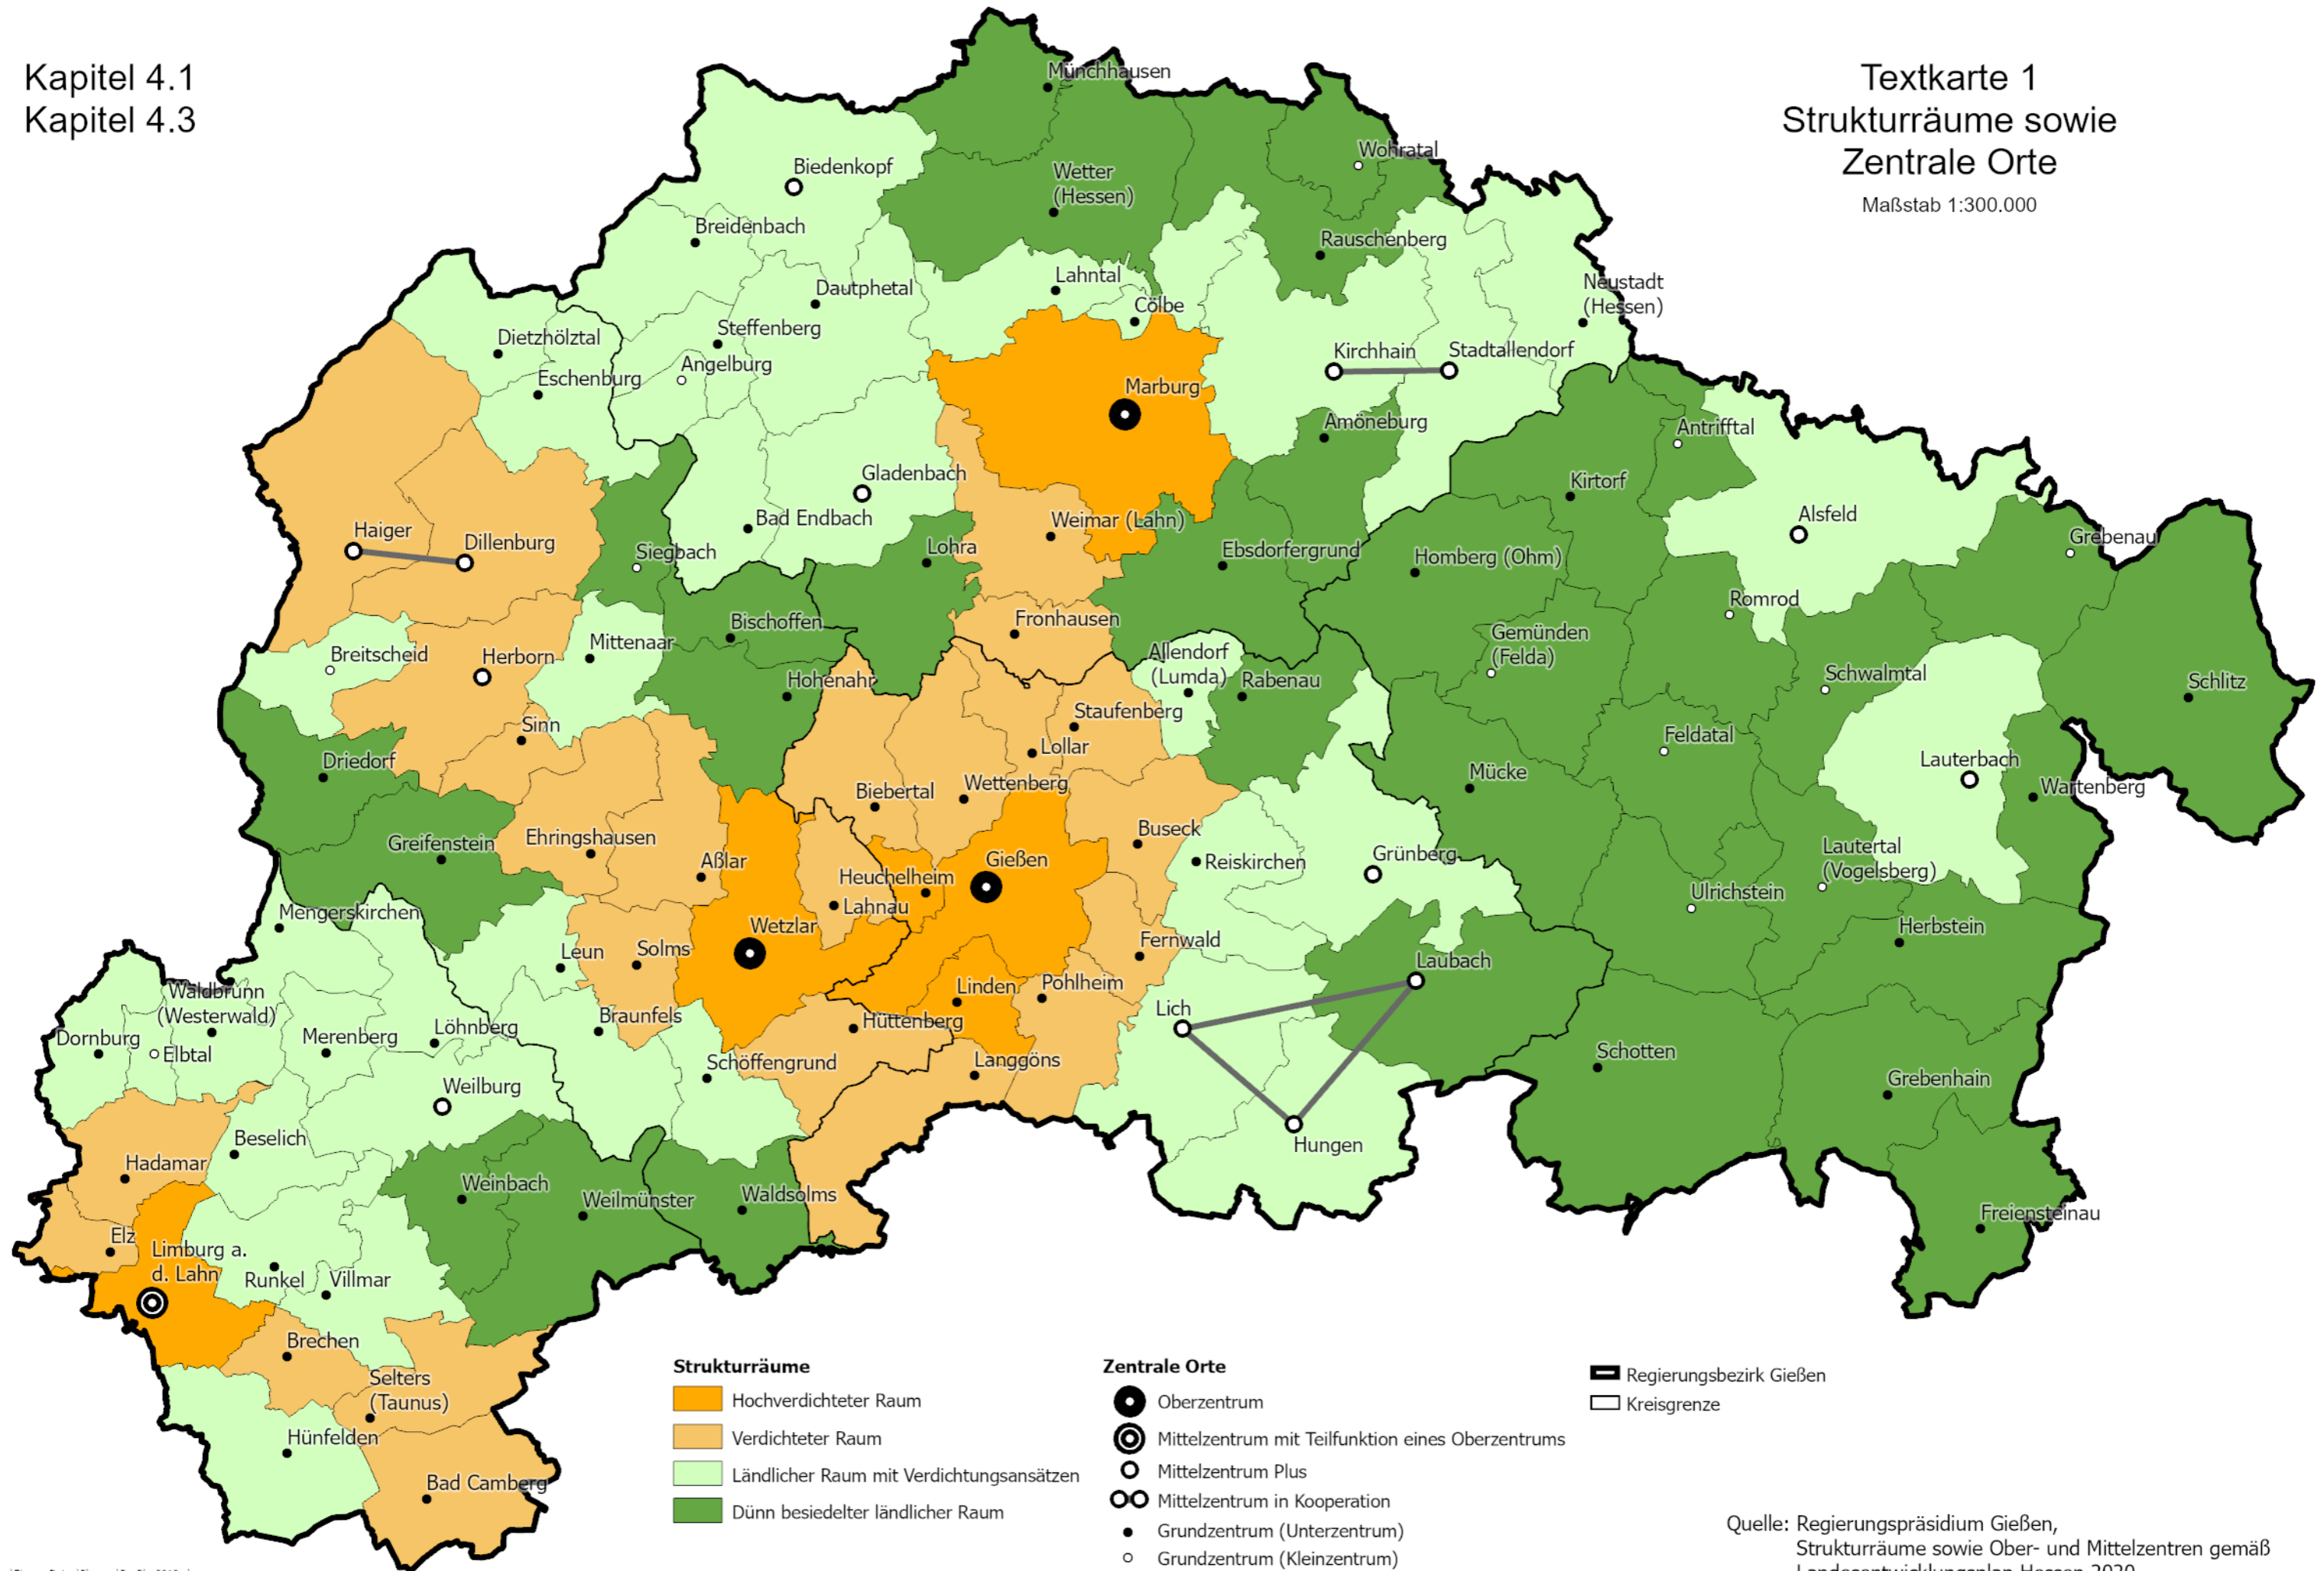 Kapitel 4.1
Kapitel 4.3
Textkarte 1
Strukturräume sowie
Zentrale Orte
Maßstab 1:300.000
Münchhausen
Wohratal
Biedenkopf
Wetter
(Hessen)
Breidenbach
Rauschenberg
Lahntal
Neustadt
(Hessen)
Dautphetal
Cölbe
Steffenberg
Dietzhölztal
Angelburg
Eschenburg
Kirchhain
Stadtallendorf
Marburg
Amöneburg
Antrifftal
Gladenbach
Kirtorf
Bad Endbach
Weimar (Lahn)
Alsfeld
Haiger
Dillenburg
Siegbach
Lohra
Ebsdorfergrund
Homberg (Ohm)
Grebenau
Romrod
Bischoffen
Fronhausen
Gemünden
(Felda)
Mittenaar
Breitscheid
Herborn
Allendorf
(Lumda)
Rabenau
Hohenahr
Schwalmtal
Schlitz
Sinn
Staufenberg
Lollar
Feldatal
Driedorf
Lauterbach
Mücke
Wartenberg
Biebertal
Wettenberg
Ehringshausen
Greifenstein
Aßlar
Buseck
Gießen
Reiskirchen
Grünberg
Lautertal
(Vogelsberg)
Heuchelheim
Lahnau
Ulrichstein
Mengerskirchen
Wetzlar
Herbstein
Leun
Solms
Fernwald
Laubach
Linden
Pohlheim
Waldbrunn
(Westerwald)
Lich
Dornburg
Elbtal
Merenberg
Löhnberg
Braunfels
Hüttenberg
Schöffengrund
Langgöns
Schotten
Weilburg
Grebenhain
Beselich
Hungen
Hadamar
Weinbach
Weilmünster
Waldsolms
Freiensteinau
Elz
Limburg a.
d. Lahn
Runkel
Villmar
Brechen
Selters
(Taunus)
Hünfelden
Bad Camberg
Strukturräume
Hochverdichteter Raum
Verdichteter Raum
Ländlicher Raum mit Verdichtungsansätzen
Dünn besiedelter ländlicher Raum
Zentrale Orte
Oberzentrum
Mittelzentrum mit Teilfunktion eines Oberzentrums
Mittelzentrum Plus
Mittelzentrum in Kooperation
Grundzentrum (Unterzentrum)
Grundzentrum (Kleinzentrum)
Regierungsbezirk Gießen
Kreisgrenze
Quelle: Regierungspräsidium Gießen,
Strukturräume sowie Ober- und Mittelzentren gemäß
Landesentwicklungsplan Hessen 2020